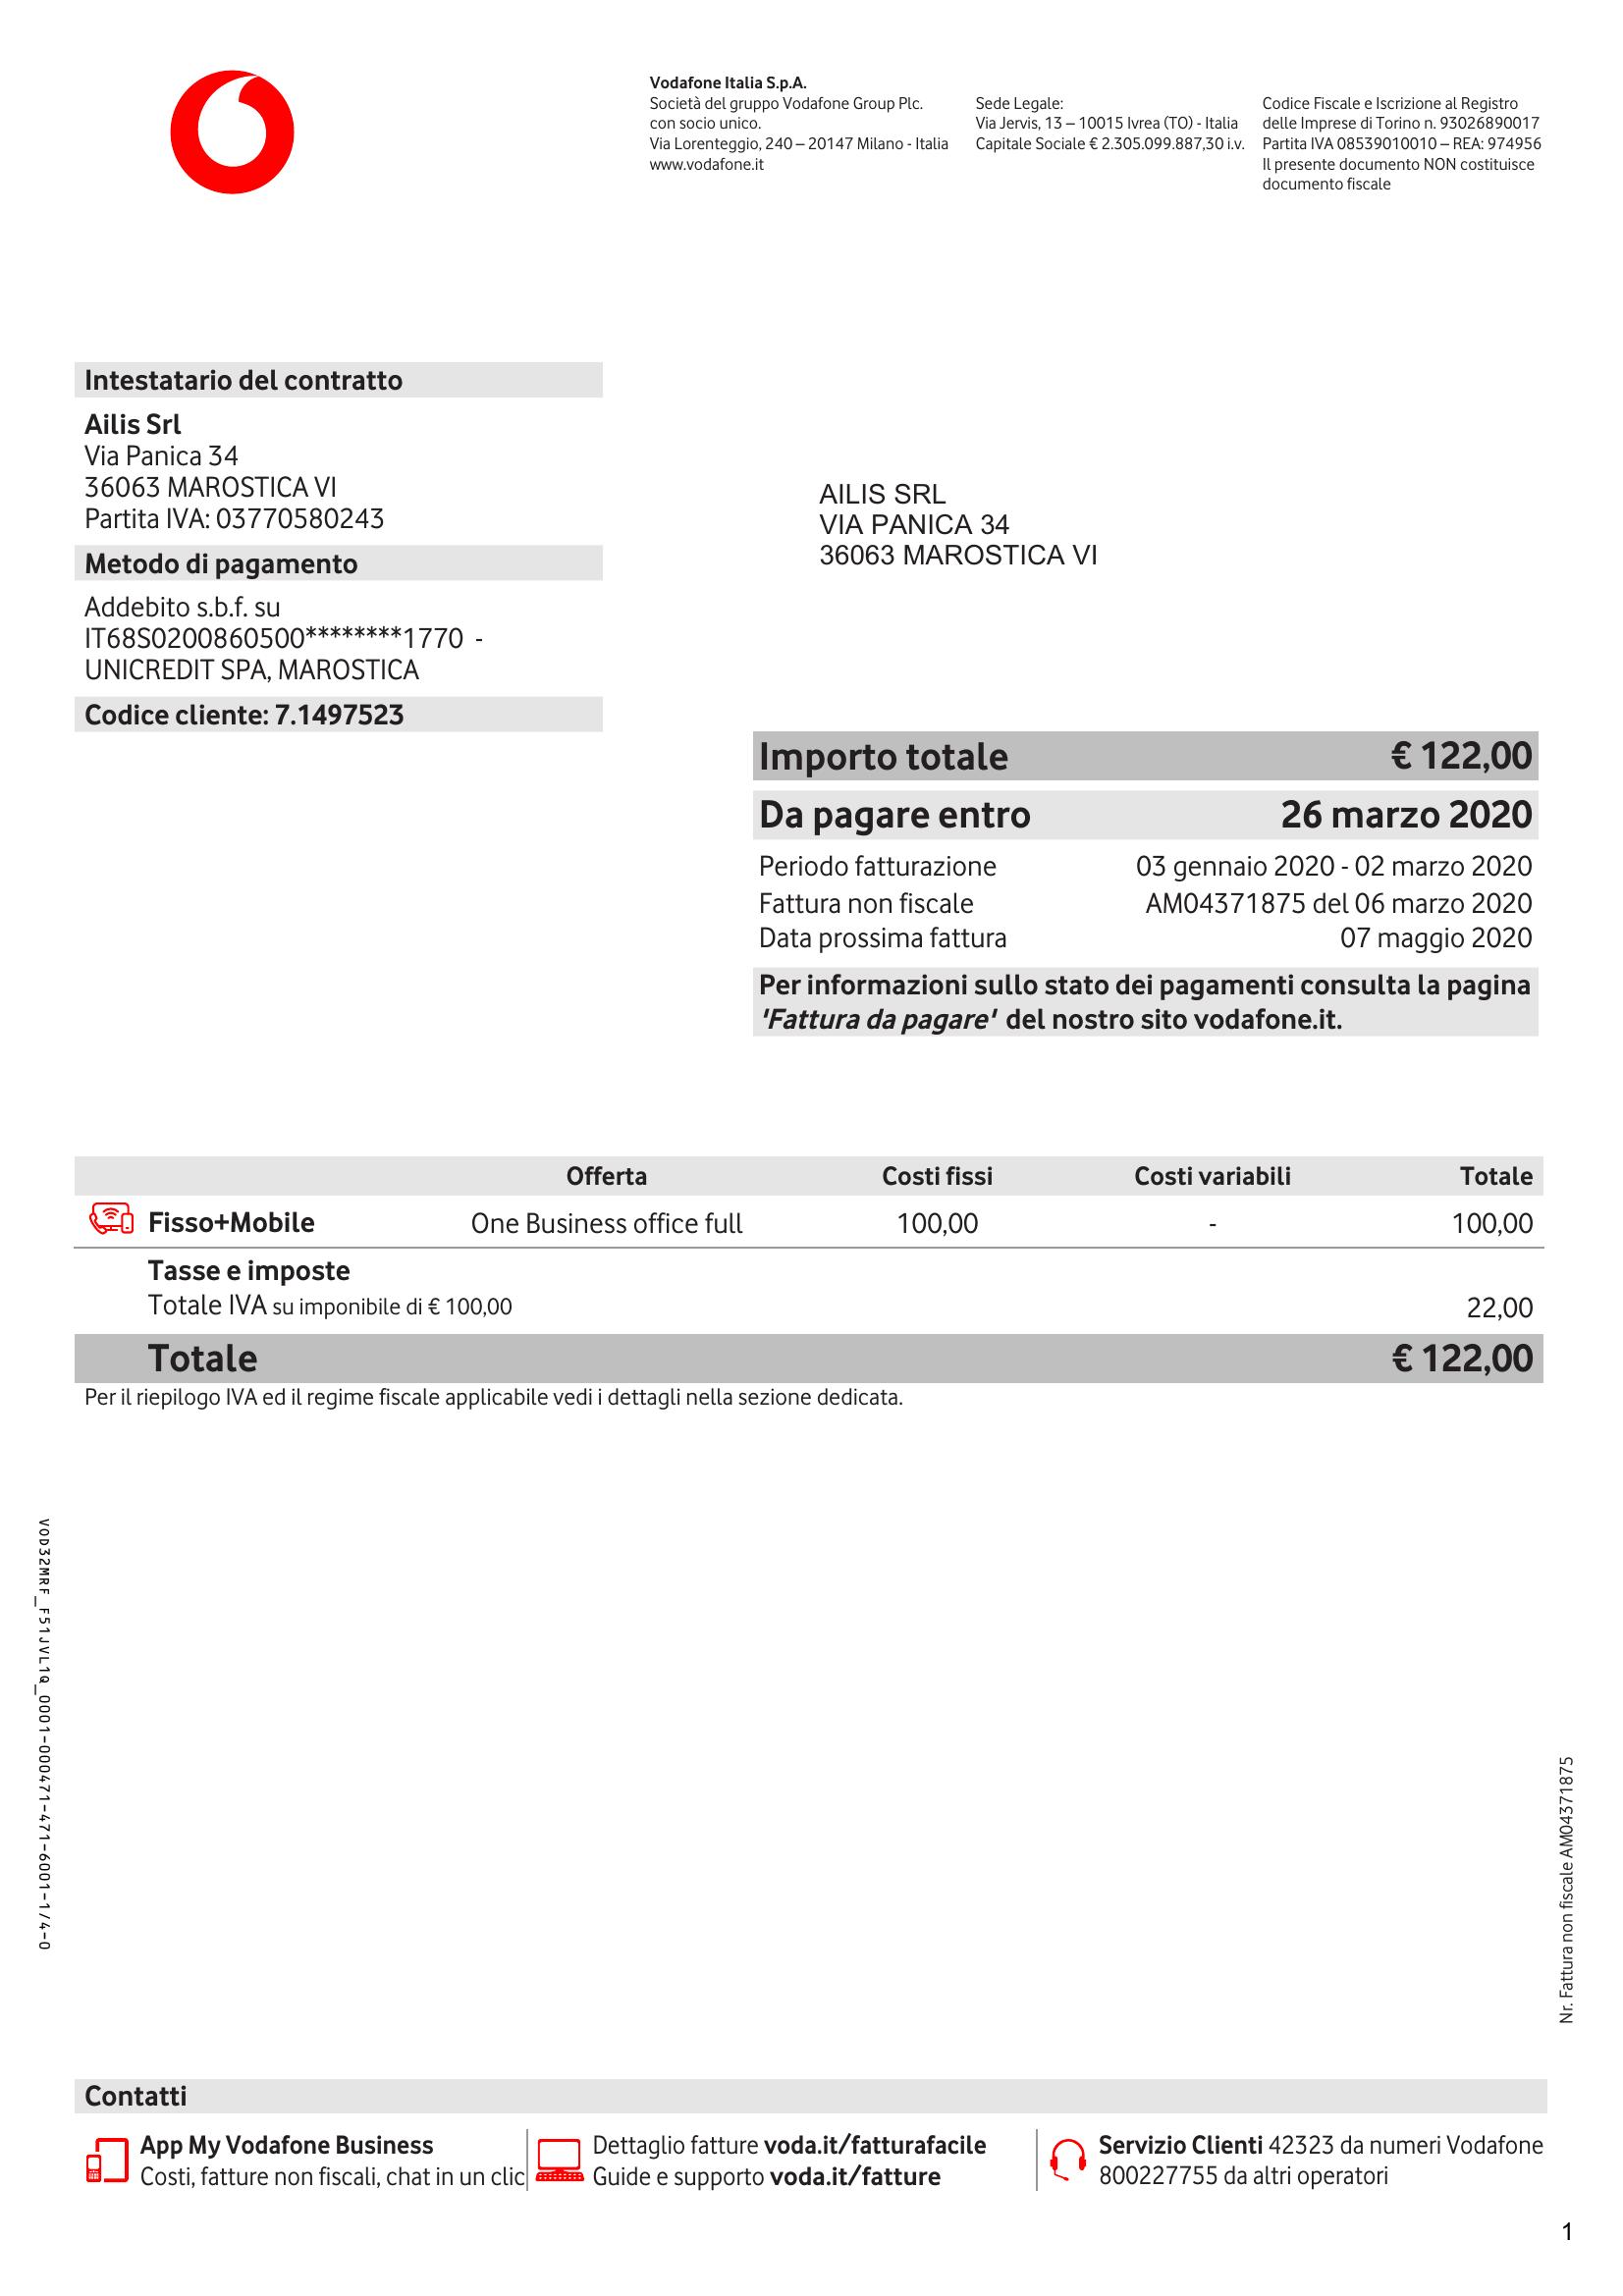 Vodafone Italia S.p.A.
Società del gruppo Vodafone Group Plc.
con socio unico.
Via Lorenteggio, 240 – 20147 Milano - Italia
www.vodafone.it
Sede Legale:
Via Jervis, 13 – 10015 Ivrea (TO) - Italia
Capitale Sociale € 2.305.099.887,30 i.v.
Codice Fiscale e Iscrizione al Registro
delle Imprese di Torino n. 93026890017
Partita IVA 08539010010 – REA: 974956
Il presente documento NON costituisce
documento fiscale
Intestatario del contratto
Ailis Srl
Via Panica 34
36063 MAROSTICA VI
Partita IVA: 03770580243
Metodo di pagamento
Addebito s.b.f. su
IT68S0200860500********1770 -
UNICREDIT SPA, MAROSTICA
Codice cliente: 7.1497523
AILIS SRL
VIA PANICA 34
36063 MAROSTICA VI
Importo totale € 122,00
Da pagare entro 26 marzo 2020
Periodo fatturazione 03 gennaio 2020 - 02 marzo 2020
Fattura non fiscale AM04371875 del 06 marzo 2020
Data prossima fattura 07 maggio 2020
Per informazioni sullo stato dei pagamenti consulta la pagina
'Fattura da pagare' del nostro sito vodafone.it.
Offerta Costi fissi Costi variabili Totale
Fisso+Mobile One Business office full 100,00 - 100,00
Tasse e imposte
Totale IVA su imponibile di € 100,00 22,00
Totale € 122,00
Per il riepilogo IVA ed il regime fiscale applicabile vedi i dettagli nella sezione dedicata.
VOD32MRF_F51JVL1Q_0001-000471-471-6001-1/4-0
Nr. Fattura non fiscale AM04371875
Contatti
App My Vodafone Business
Costi, fatture non fiscali, chat in un clic
Dettaglio fatture voda.it/fatturafacile
Guide e supporto voda.it/fatture
Servizio Clienti 42323 da numeri Vodafone
800227755 da altri operatori
1